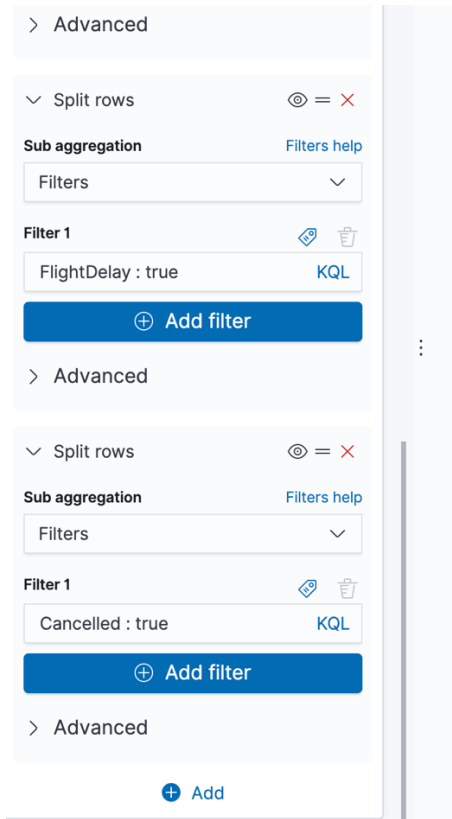 Advanced
Split rows
Sub aggregation Filters help
Filters
Filter 1
FlightDelay : true KQL
Add filter
Advanced
Split rows
Sub aggregation Filters help
Filters
Filter 1
Cancelled : true KQL
Add filter
Advanced
Add